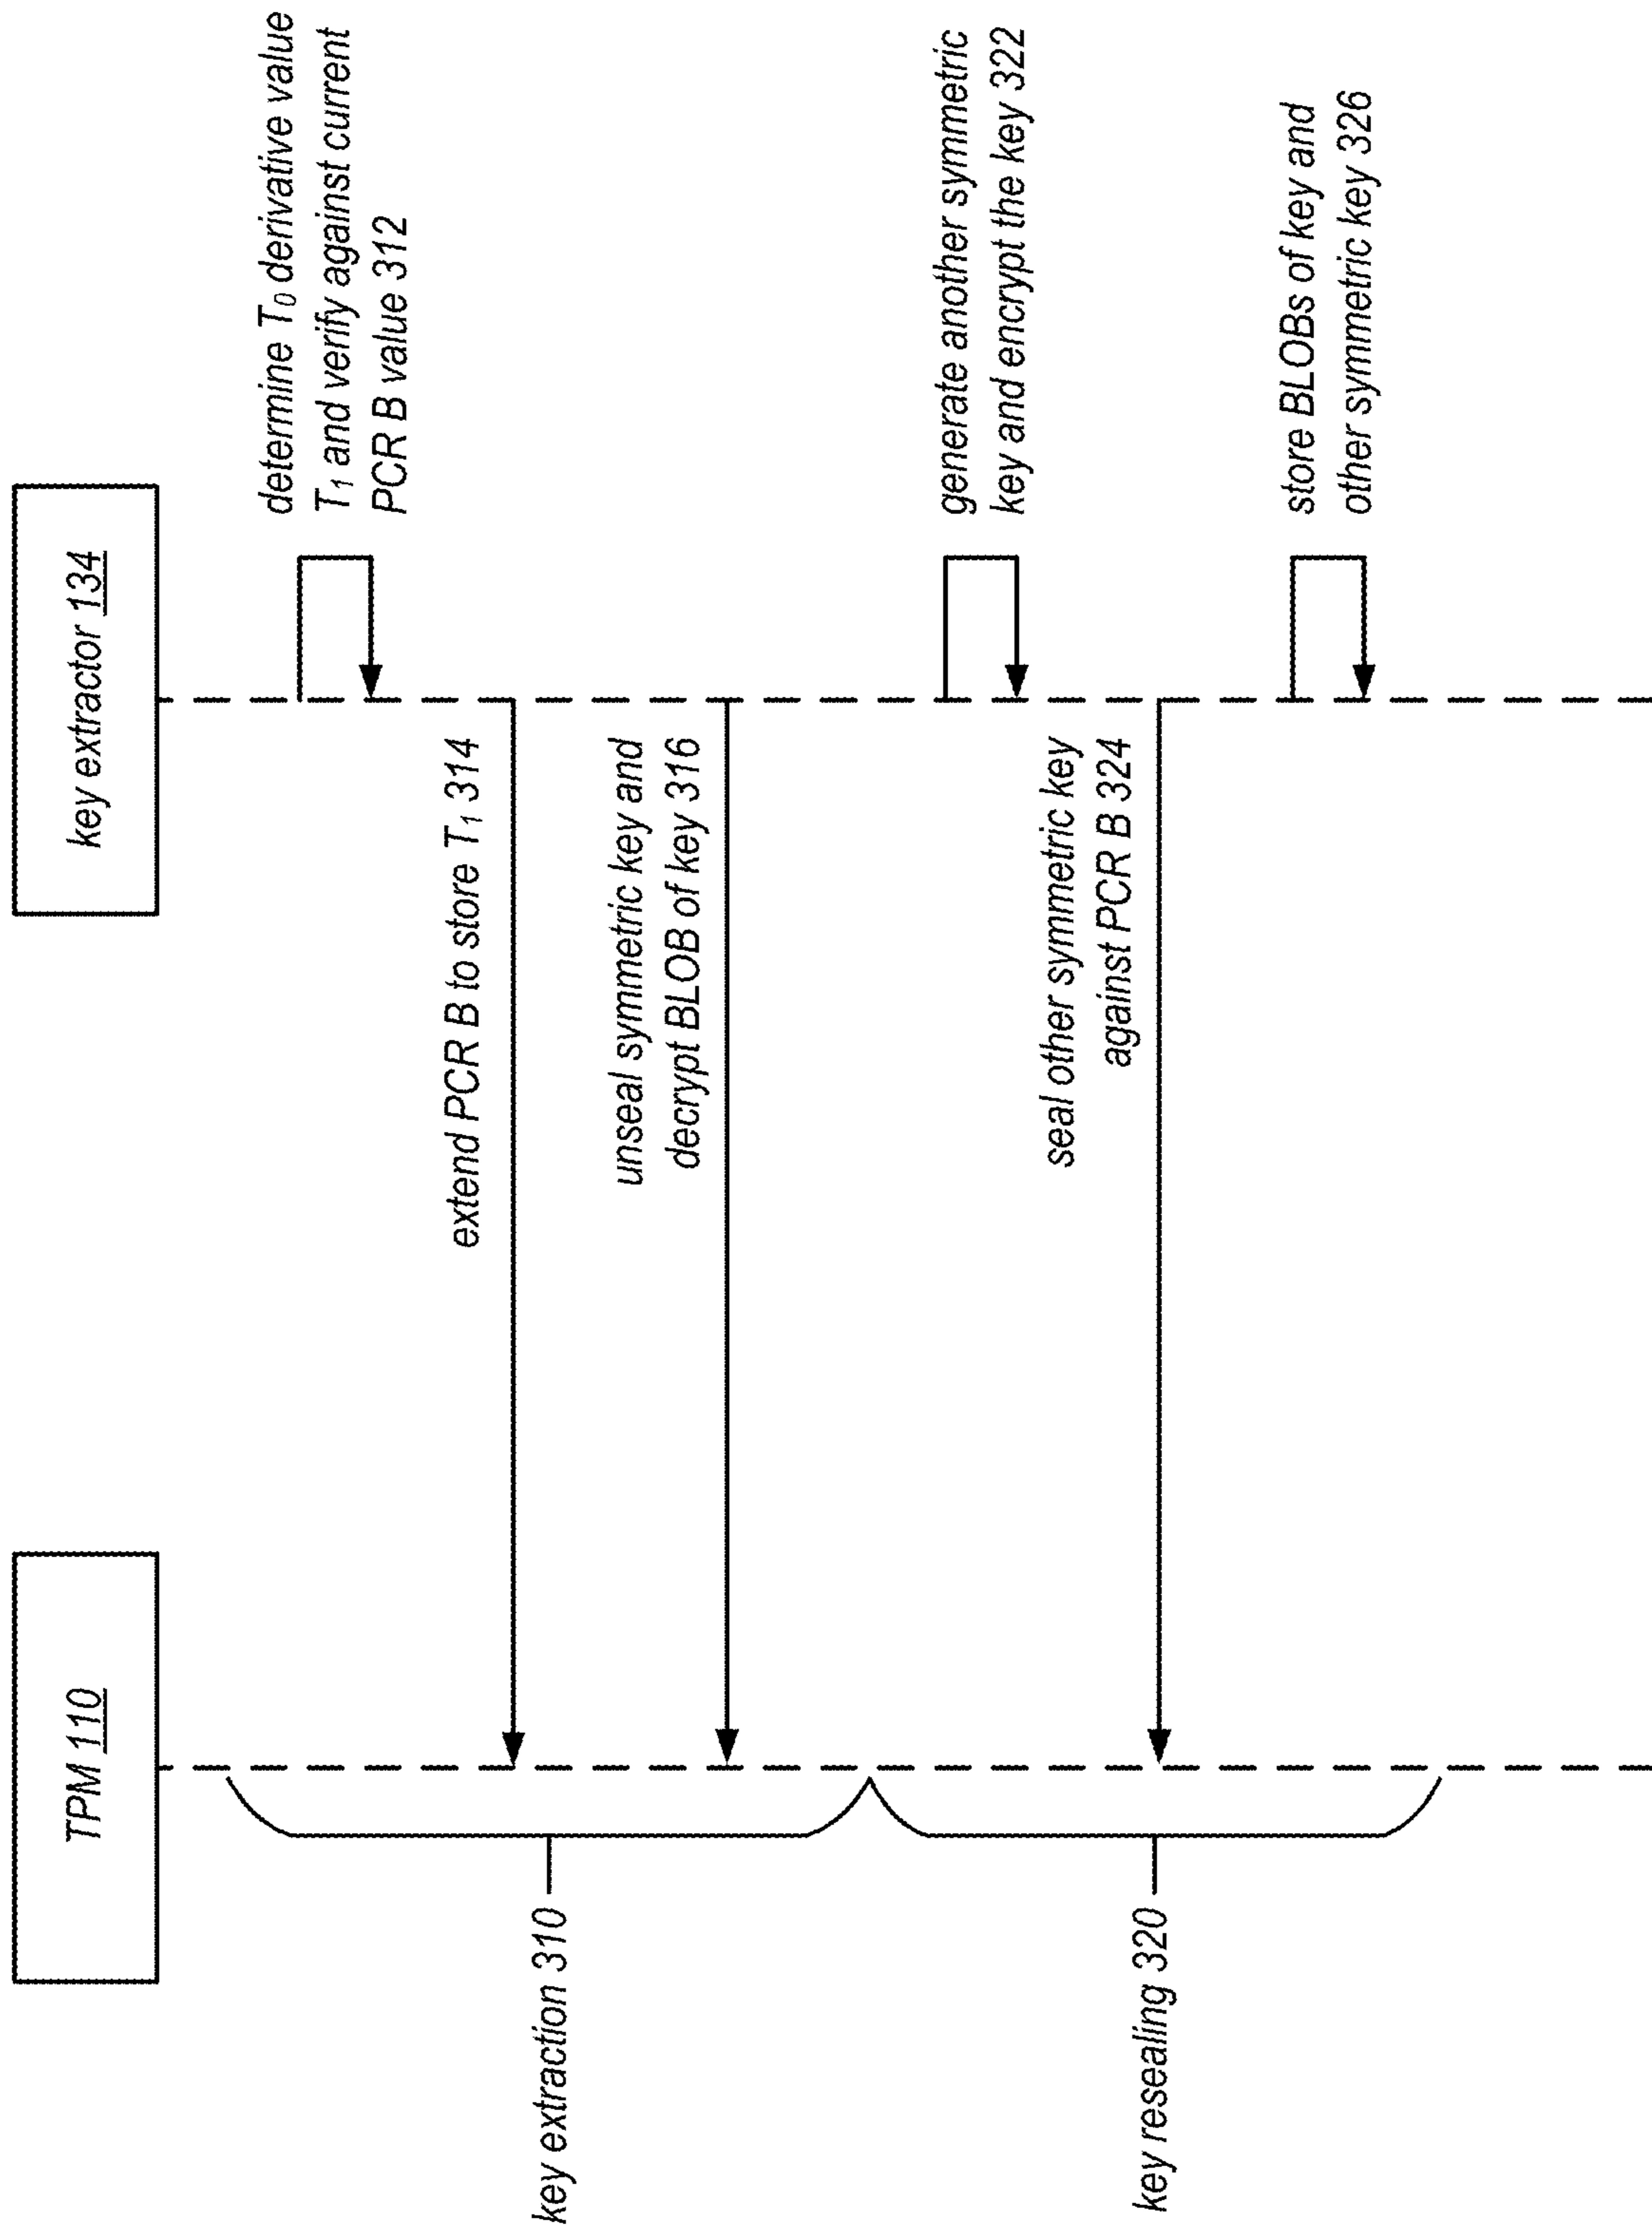 TPM 110
key extractor 134
determine T₀ derivative value
T₁ and verify against current
PCR B value 312
extend PCR B to store T₁ 314
key extraction 310
unseal symmetric key and
decrypt BLOB of key 316
generate another symmetric
key and encrypt the key 322
seal other symmetric key
against PCR B 324
key resealing 320
store BLOBs of key and
other symmetric key 326